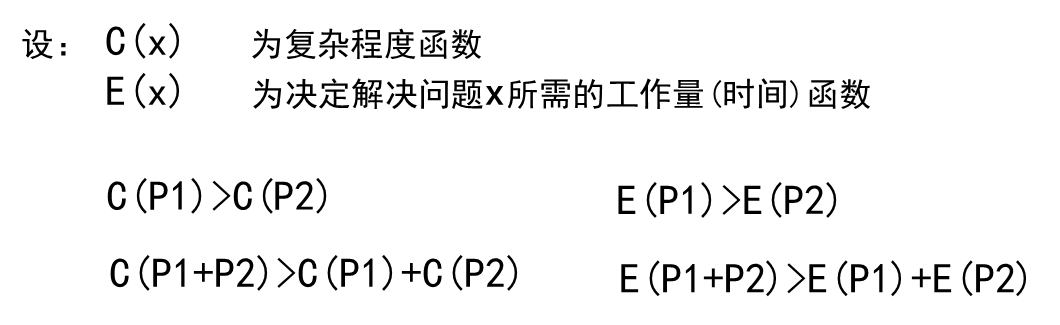 设： C(x) 为复杂程度函数
E(x) 为决定解决问题x所需的工作量(时间)函数
C(P1)>C(P2) E(P1)>E(P2)
C(P1+P2)>C(P1)+C(P2) E(P1+P2)>E(P1)+E(P2)